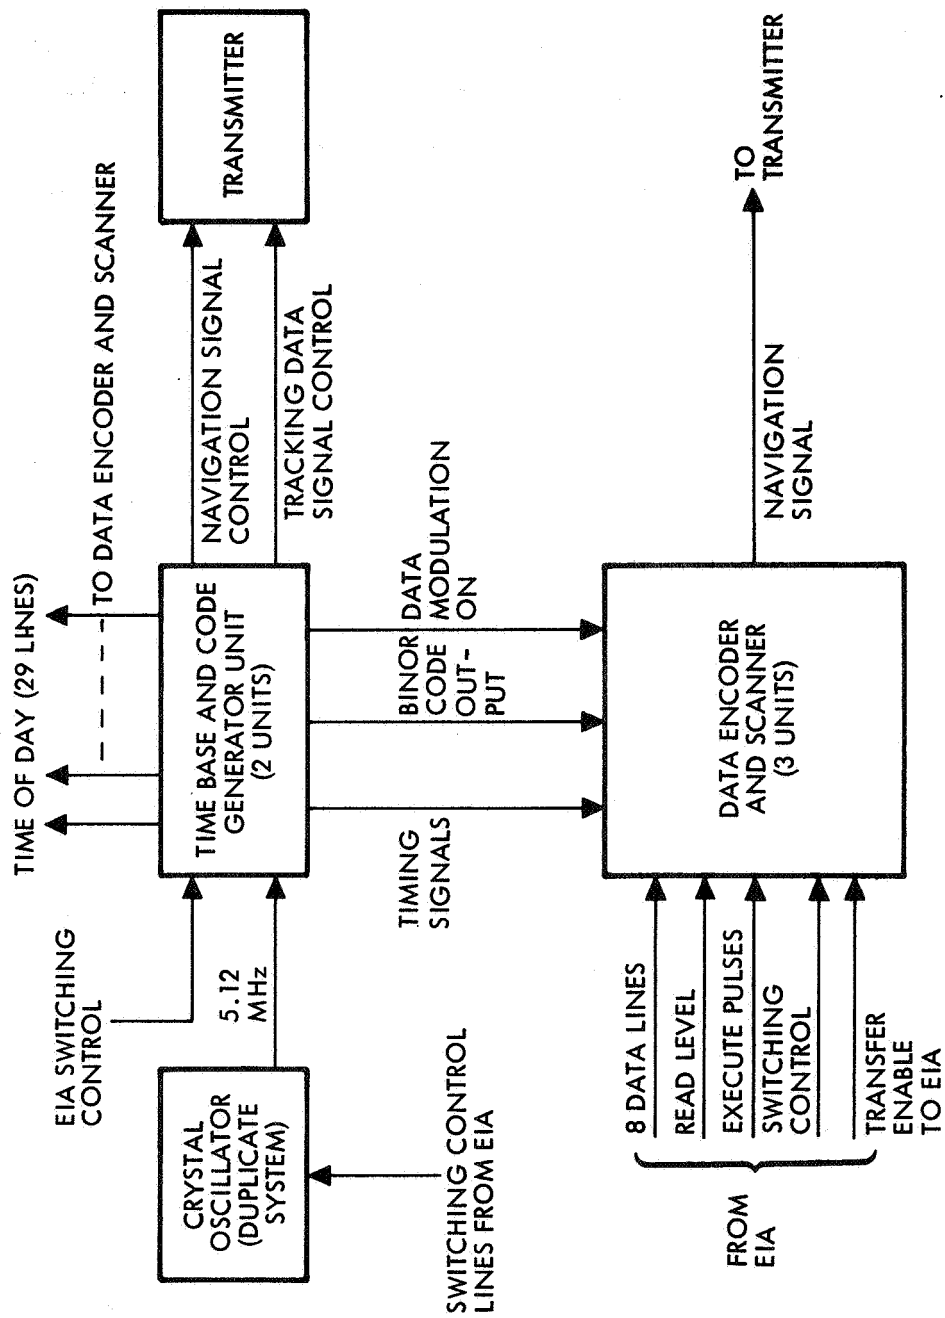 TIME OF DAY (29 LINES)
TO DATA ENCODER AND SCANNER
EIA SWITCHING
CONTROL
CRYSTAL
OSCILLATOR
(DUPLICATE
SYSTEM)
5.12
MHz
TIME BASE AND CODE
GENERATOR UNIT
(2 UNITS)
NAVIGATION SIGNAL
CONTROL
TRACKING DATA
SIGNAL CONTROL
TRANSMITTER
SWITCHING CONTROL
LINES FROM EIA
TIMING
SIGNALS
BINOR
CODE
OUT-
PUT
DATA
MODULATION
ON
FROM
EIA
8 DATA LINES
READ LEVEL
EXECUTE PULSES
SWITCHING
CONTROL
TRANSFER
ENABLE
TO EIA
DATA ENCODER
AND SCANNER
(3 UNITS)
NAVIGATION
SIGNAL
TO
TRANSMITTER